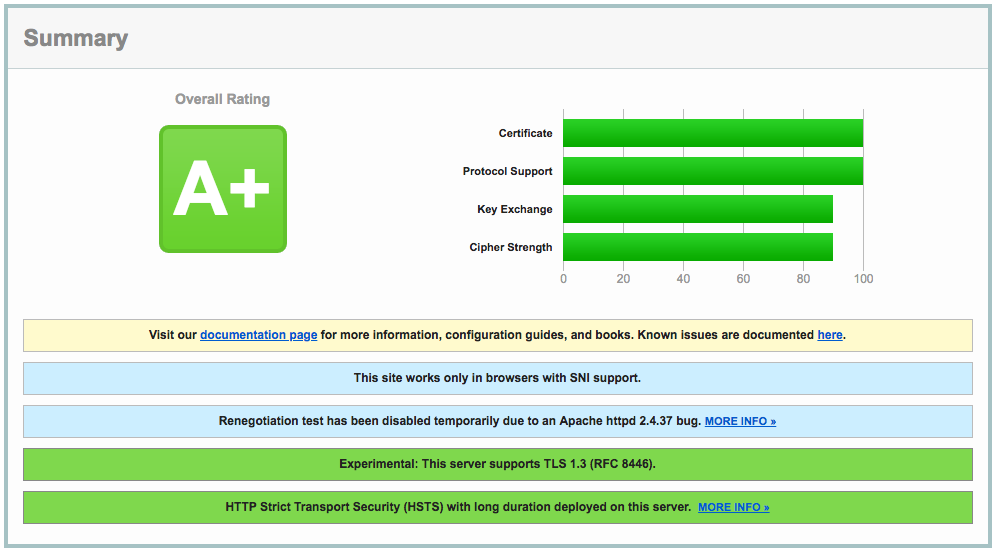 Summary
Overall Rating
A+
Certificate
Protocol Support
Key Exchange
Cipher Strength
0 20 40 60 80 100
Visit our documentation page for more information, configuration guides, and books. Known issues are documented here.
This site works only in browsers with SNI support.
Renegotiation test has been disabled temporarily due to an Apache httpd 2.4.37 bug. MORE INFO »
Experimental: This server supports TLS 1.3 (RFC 8446).
HTTP Strict Transport Security (HSTS) with long duration deployed on this server. MORE INFO »